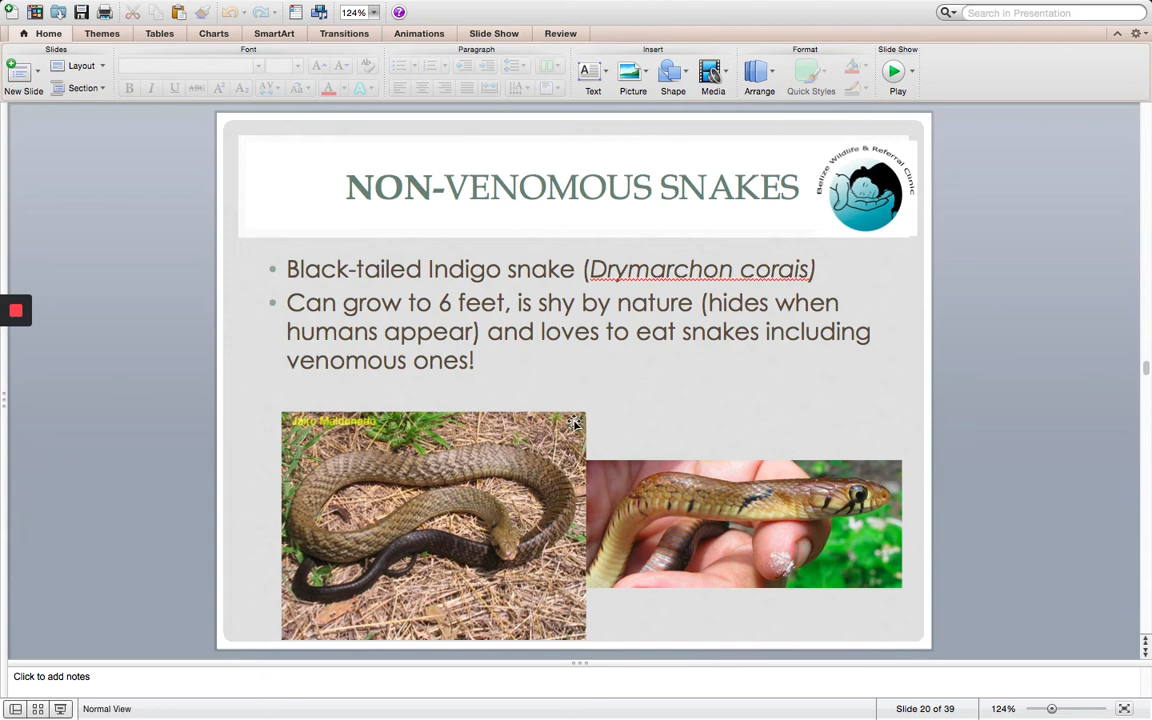 124%
Search in Presentation
Home Themes Tables Charts SmartArt Transitions Animations Slide Show Review
Slides Font Paragraph Insert Format Slide Show
New Slide Layout Section Text Picture Shape Media Arrange Quick Styles Play
Belize Wildlife & Referral Clinic
NON-VENOMOUS SNAKES
• Black-tailed Indigo snake (Drymarchon corais)
• Can grow to 6 feet, is shy by nature (hides when
humans appear) and loves to eat snakes including
venomous ones!
Maldonado
Click to add notes
Normal View Slide 20 of 39 124%